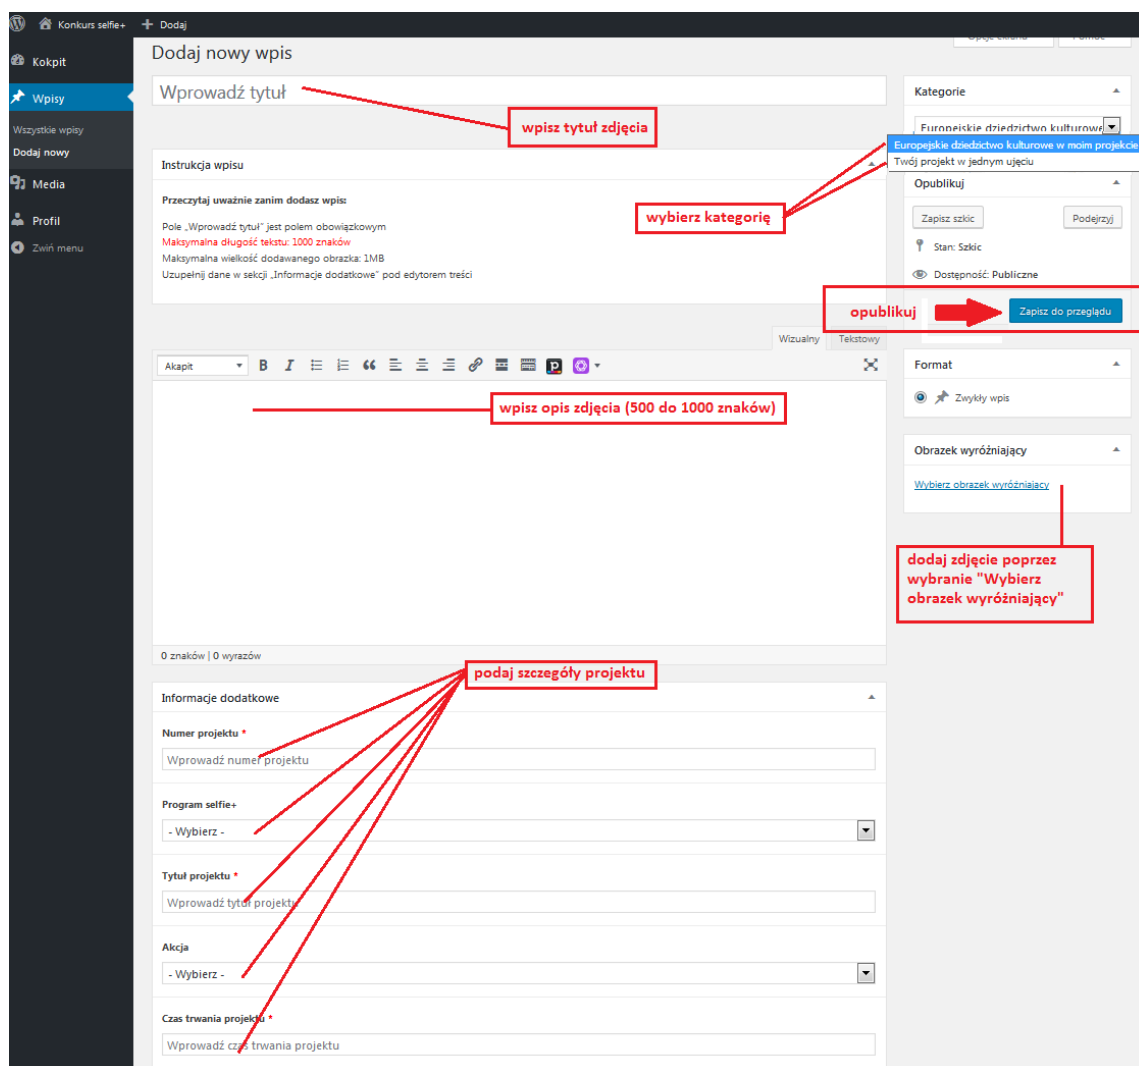 Konkurs selfie+
Dodaj
Kokpit
Wpisy
Wszystkie wpisy
Dodaj nowy
Media
Profil
Zwiń menu
Dodaj nowy wpis
Wprowadź tytuł
wpisz tytuł zdjęcia
Instrukcja wpisu
Przeczytaj uważnie zanim dodasz wpis:
Pole „Wprowadź tytuł” jest polem obowiązkowym
Maksymalna długość tekstu: 1000 znaków
Maksymalna wielkość dodawanego obrazka: 1MB
Uzupełnij dane w sekcji „Informacje dodatkowe” pod edytorem treści
wybierz kategorię
Wizualny
Tekstowy
Akapit
B
I
wpisz opis zdjęcia (500 do 1000 znaków)
0 znaków | 0 wyrazów
podaj szczegóły projektu
Informacje dodatkowe
Numer projektu *
Wprowadź numer projektu
Program selfie+
- Wybierz -
Tytuł projektu *
Wprowadź tytuł projektu
Akcja
- Wybierz -
Czas trwania projektu *
Wprowadź czas trwania projektu
Opcje ekranu
Pomoc
Kategorie
Europejskie dziedzictwo kulturowe
Europejskie dziedzictwo kulturowe w moim projekcie
Twój projekt w jednym ujęciu
Opublikuj
Zapisz szkic
Podejrzyj
Stan: Szkic
Dostępność: Publiczne
opublikuj
Zapisz do przeglądu
Format
Zwykły wpis
Obrazek wyróżniający
Wybierz obrazek wyróżniający
dodaj zdjęcie poprzez
wybranie "Wybierz
obrazek wyróżniający"